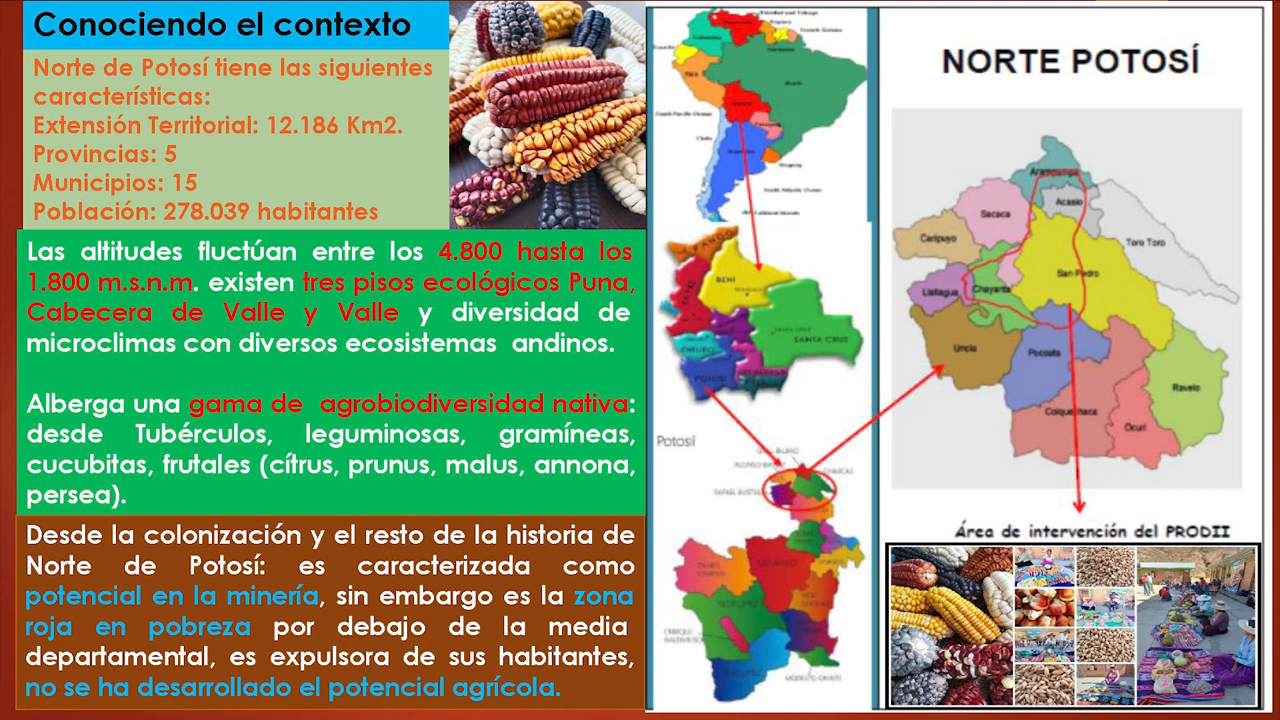 Conociendo el contexto
Norte de Potosí tiene las siguientes
características:
Extensión Territorial: 12.186 Km2.
Provincias: 5
Municipios: 15
Población: 278.039 habitantes
Las altitudes fluctúan entre los 4.800 hasta los
1.800 m.s.n.m. existen tres pisos ecológicos Puna,
Cabecera de Valle y Valle y diversidad de
microclimas con diversos ecosistemas andinos.
Alberga una gama de agrobiodiversidad nativa:
desde Tubérculos, leguminosas, gramíneas,
cucubitas, frutales (cítrus, prunus, malus, annona,
persea).
Desde la colonización y el resto de la historia de
Norte de Potosí: es caracterizada como
potencial en la minería, sin embargo es la zona
roja en pobreza por debajo de la media
departamental, es expulsora de sus habitantes,
no se ha desarrollado el potencial agrícola.
BENI
SANTA CRUZ
Potosí
NORTE POTOSÍ
Arampampa
Acasio
Sacaca
Caripuyo
Toro Toro
San Pedro
Llallagua
Chayanta
Uncia
Pocoata
Ravelo
Colquechaca
Ocurí
Área de intervención del PRODII